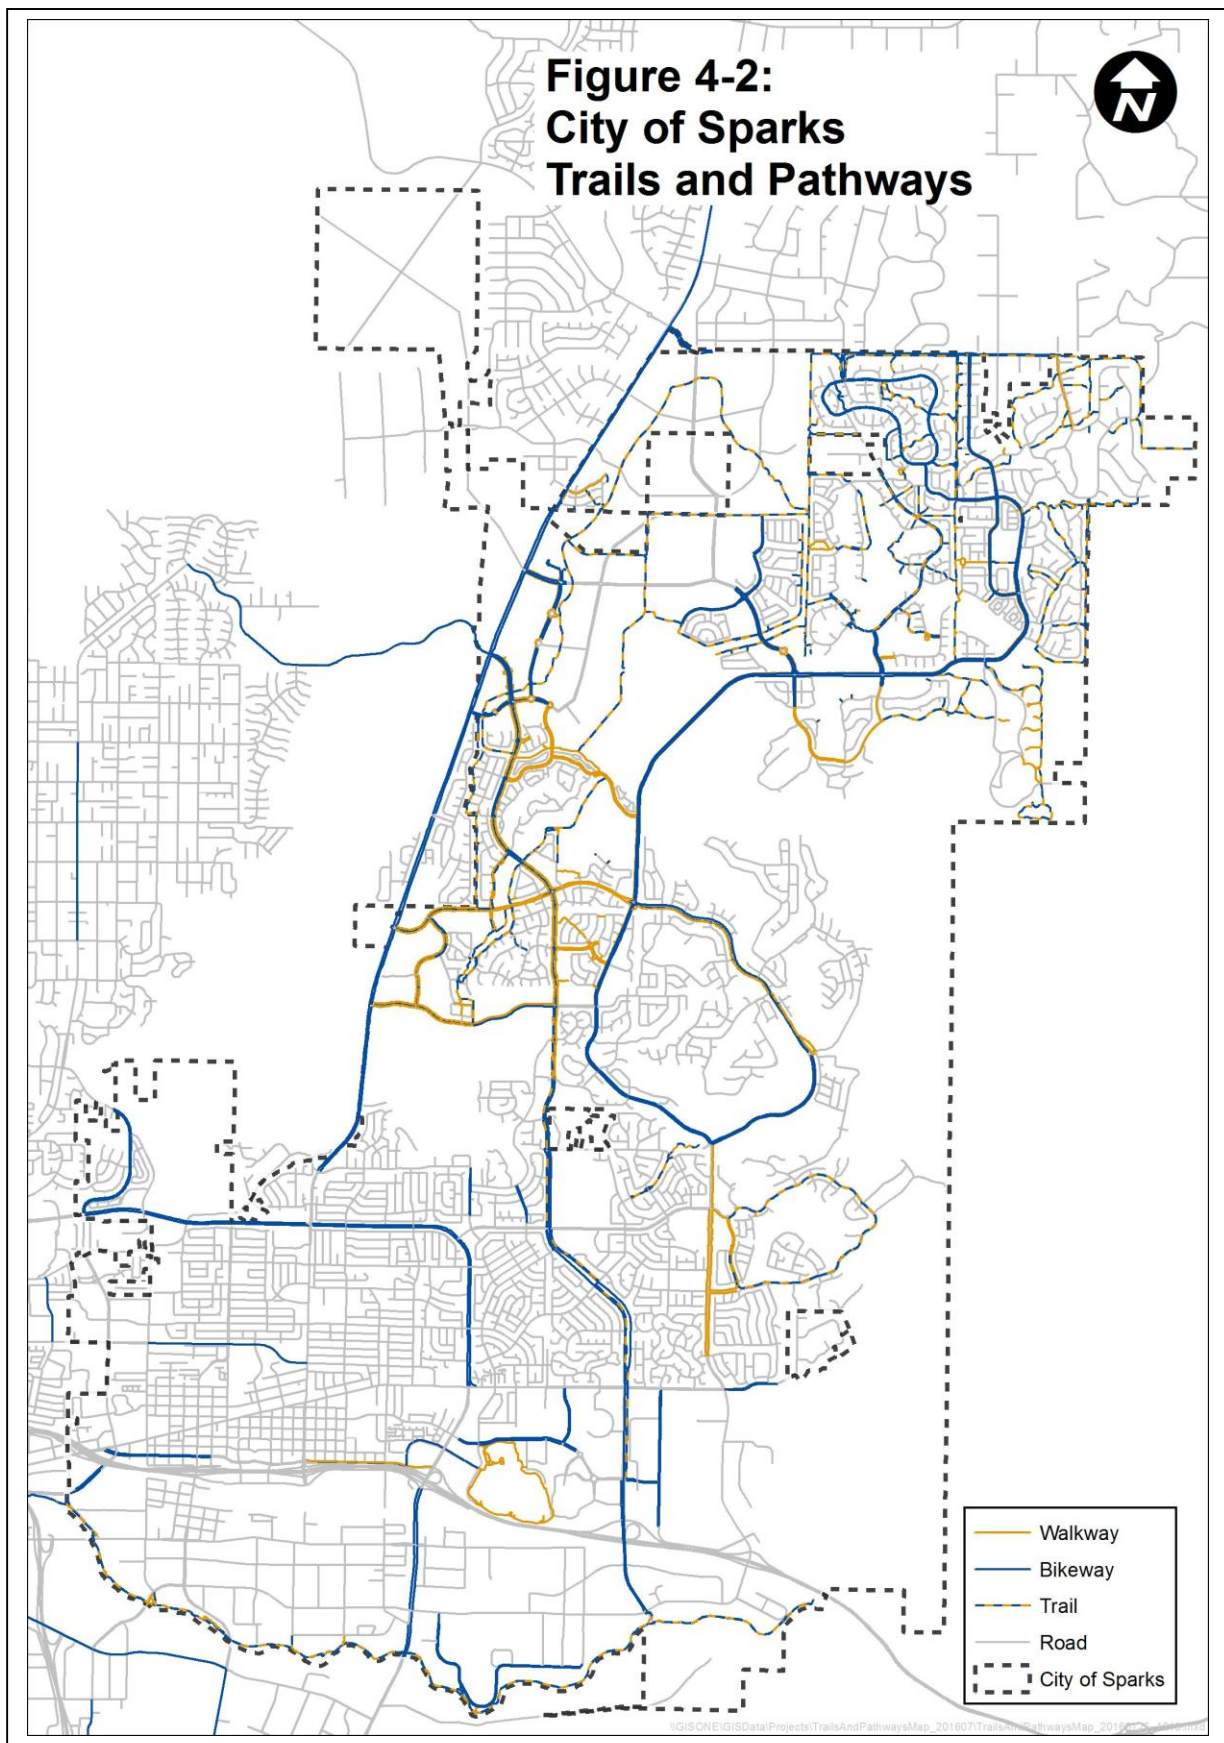 Figure 4-2:
City of Sparks
Trails and Pathways
N
Walkway
Bikeway
Trail
Road
City of Sparks